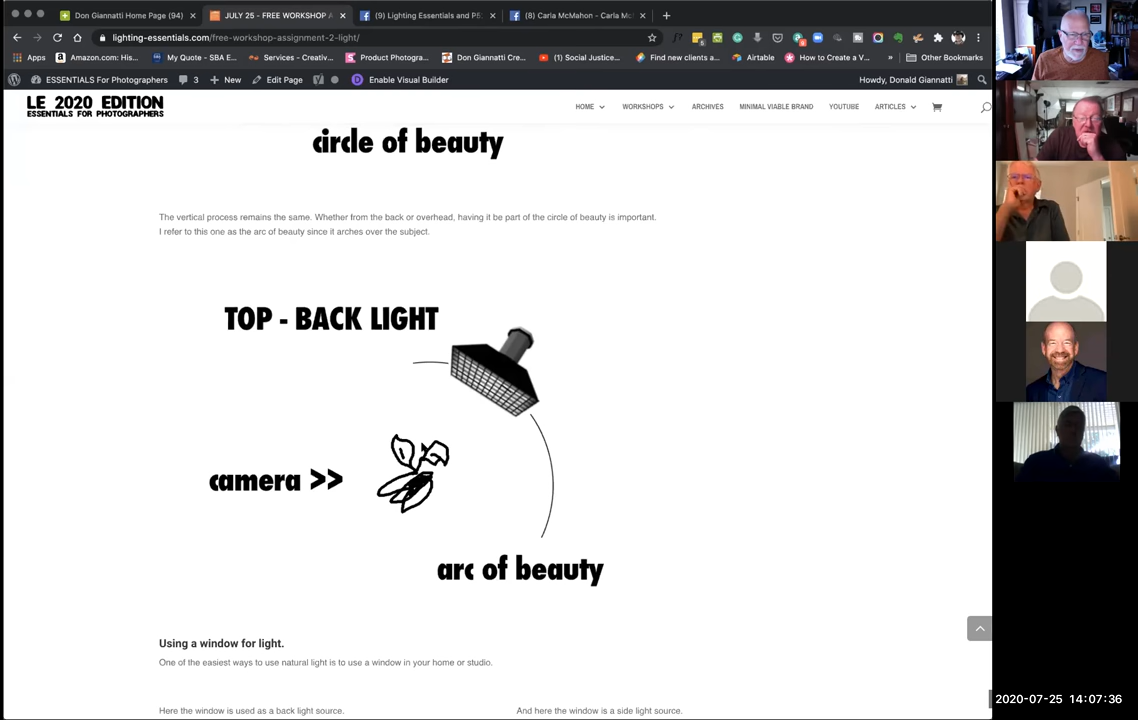 Don Giannatti Home Page (94)
JULY 25 - FREE WORKSHOP A
(9) Lighting Essentials and P5
(8) Carla McMahon - Carla Mc
lighting-essentials.com/free-workshop-assignment-2-light/
Apps
Amazon.com: His...
My Quote - SBA E...
Services - Creativ...
Product Photogra...
Don Giannatti Cre...
(1) Social Justice...
Find new clients a...
Airtable
How to Create a V...
»
Other Bookmarks
ESSENTIALS For Photographers
3
New
Edit Page
Enable Visual Builder
Howdy, Donald Giannatti
LE 2020 EDITION
ESSENTIALS FOR PHOTOGRAPHERS
HOME
WORKSHOPS
ARCHIVES
MINIMAL VIABLE BRAND
YOUTUBE
ARTICLES
circle of beauty
The vertical process remains the same. Whether from the back or overhead, having it be part of the circle of beauty is important.
I refer to this one as the arc of beauty since it arches over the subject.
TOP - BACK LIGHT
camera >>
arc of beauty
Using a window for light.
One of the easiest ways to use natural light is to use a window in your home or studio.
Here the window is used as a back light source.
And here the window is a side light source.
2020-07-25 14:07:36